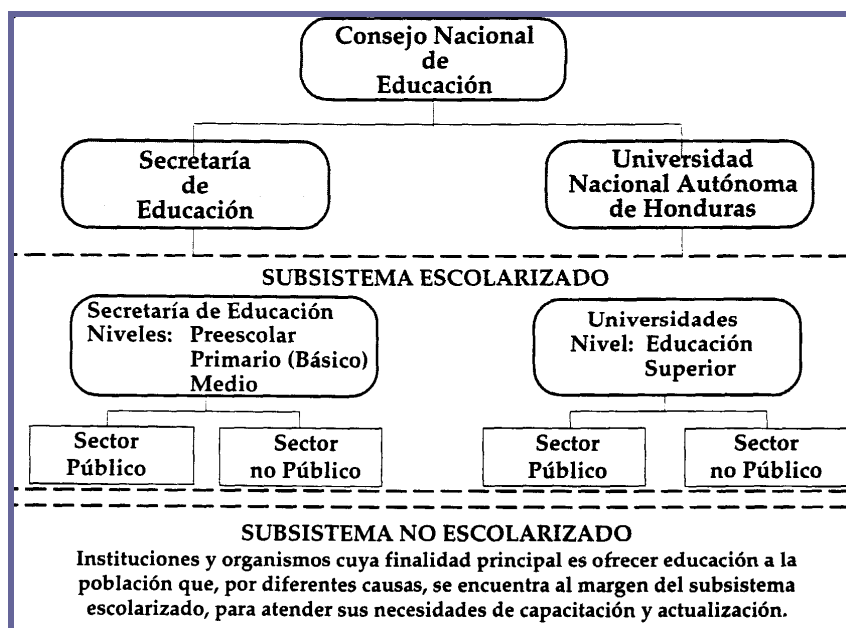 Consejo Nacional
de
Educación
Secretaría
de
Educación
Universidad
Nacional Autónoma
de Honduras
SUBSISTEMA ESCOLARIZADO
Secretaría de Educación
Niveles: Preescolar
Primario (Básico)
Medio
Universidades
Nivel: Educación
Superior
Sector
Público
Sector
no Público
Sector
Público
Sector
no Público
SUBSISTEMA NO ESCOLARIZADO
Instituciones y organismos cuya finalidad principal es ofrecer educación a la
población que, por diferentes causas, se encuentra al margen del subsistema
escolarizado, para atender sus necesidades de capacitación y actualización.